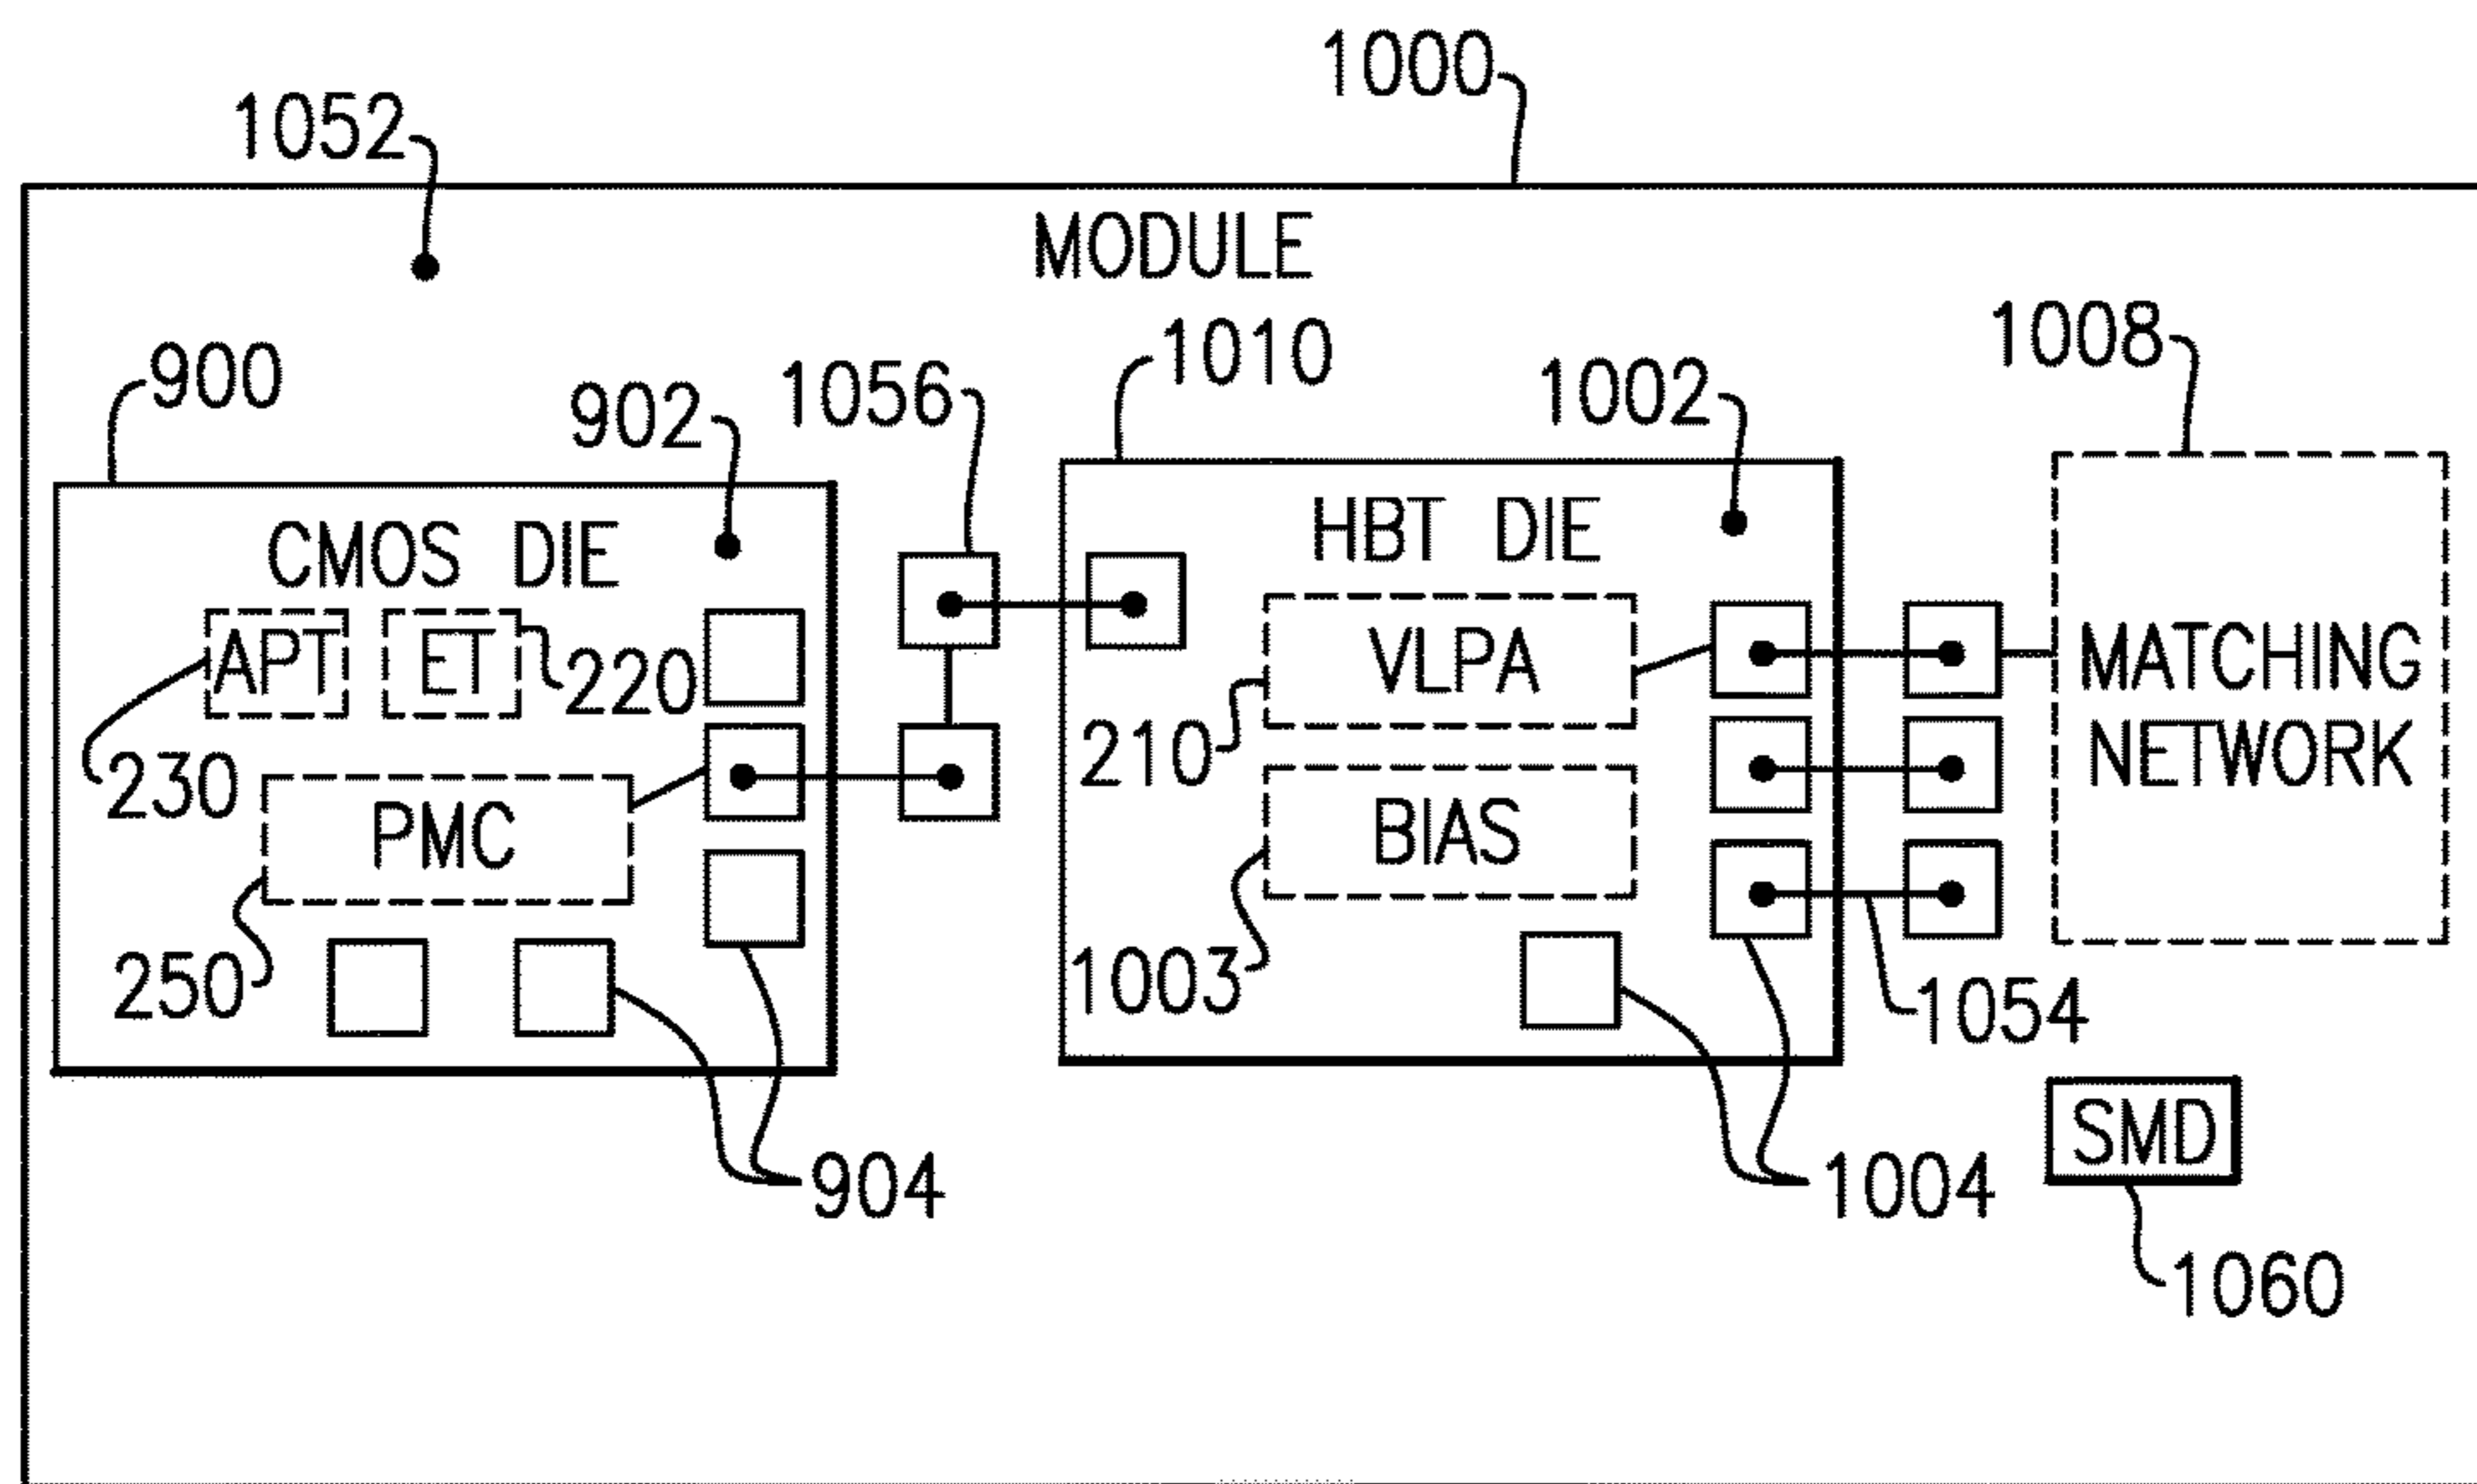 1000
1052
MODULE
1010
1008
900
1056
1002
902
CMOS DIE
HBT DIE
APT
ET
220
VLPA
MATCHING
NETWORK
230
210
PMC
BIAS
250
1003
1054
904
1004
SMD
1060